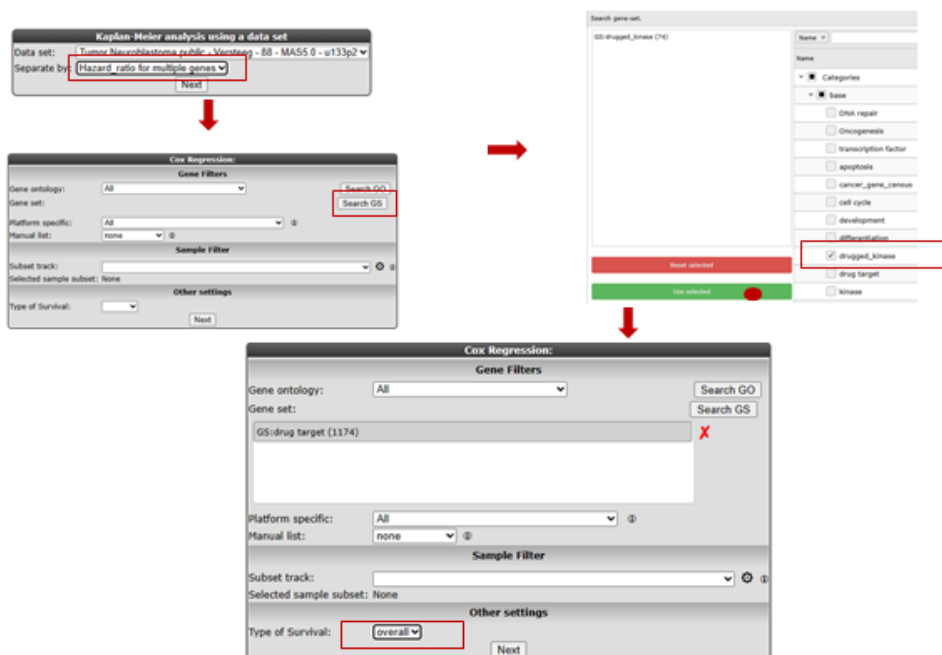 Kaplan-Meier analysis using a data set
Data set: Tumor Neuroblastoma public - Versteeg - 88 - MAS5.0 - u133p2
Separate by: Hazard_ratio for multiple genes
Next
Search gene-set.
GS:drugged_kinase (74)
Reset selected
Use selected
Name
Name
Categories
base
DNA repair
Oncogenesis
transcription factor
apoptosis
cancer_gene_census
cell cycle
development
differentiation
drugged_kinase
drug target
kinase
Cox Regression:
Gene Filters
Gene ontology: All Search GO
Gene set: Search GS
Platform specific: All
Manual list: none
Sample Filter
Subset track:
Selected sample subset: None
Other settings
Type of Survival:
Next
Cox Regression:
Gene Filters
Gene ontology: All Search GO
Gene set: Search GS
GS:drug target (1174)
Platform specific: All
Manual list: none
Sample Filter
Subset track:
Selected sample subset: None
Other settings
Type of Survival: overall
Next